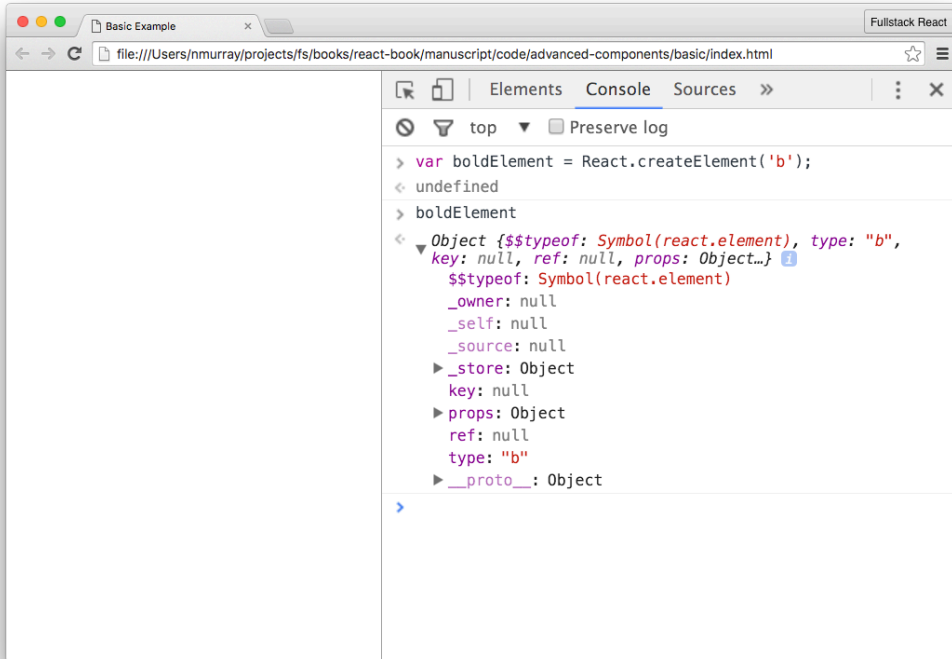 Basic Example
Fullstack React
file:///Users/nmurray/projects/fs/books/react-book/manuscript/code/advanced-components/basic/index.html
Elements Console Sources »
top ▼ Preserve log
> var boldElement = React.createElement('b');
undefined
> boldElement
Object {$$typeof: Symbol(react.element), type: "b",
key: null, ref: null, props: Object…} i
$$typeof: Symbol(react.element)
_owner: null
_self: null
_source: null
▶ _store: Object
key: null
▶ props: Object
ref: null
type: "b"
▶ __proto__: Object
>